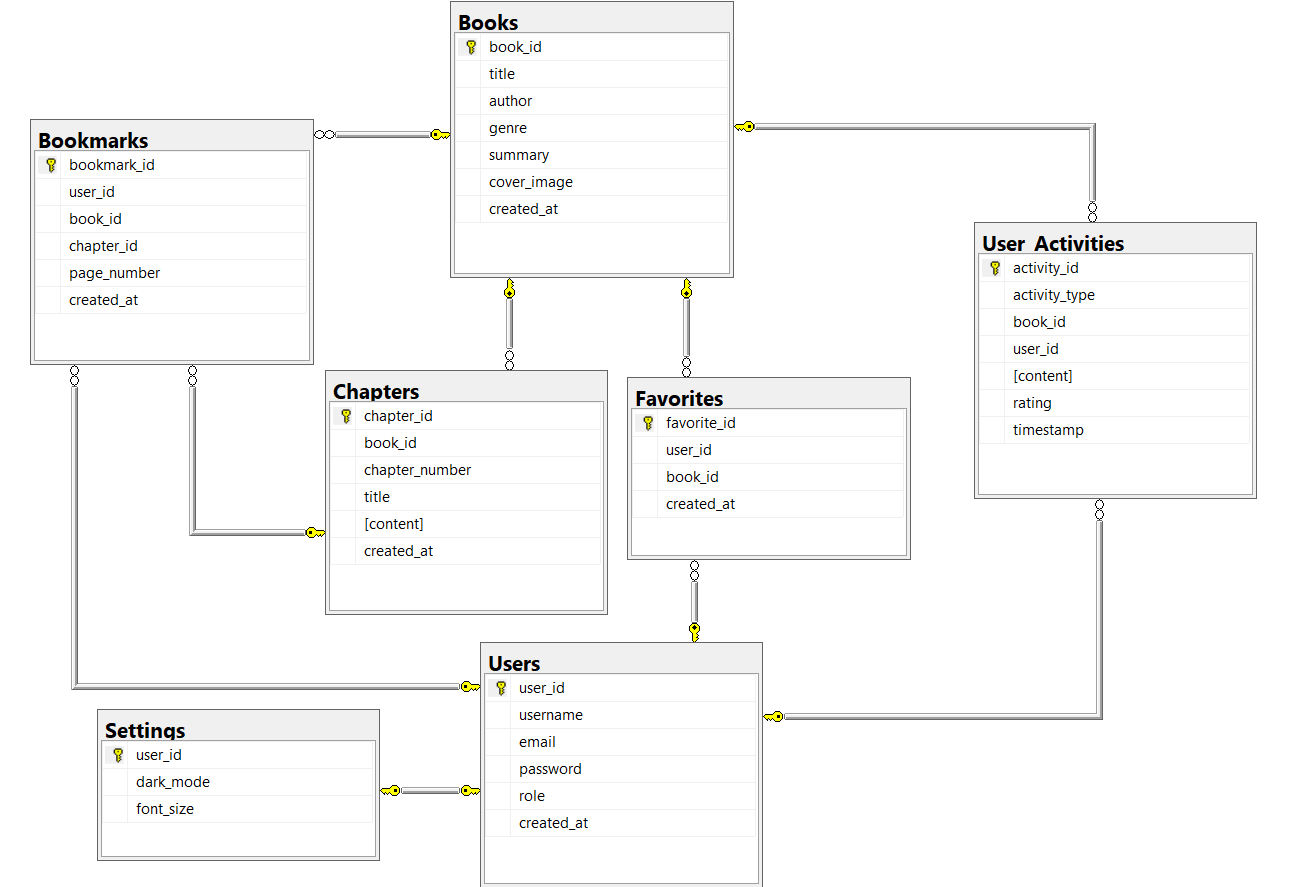 Books
book_id
title
author
genre
summary
cover_image
created_at
Bookmarks
bookmark_id
user_id
book_id
chapter_id
page_number
created_at
User_Activities
activity_id
activity_type
book_id
user_id
[content]
rating
timestamp
Chapters
chapter_id
book_id
chapter_number
title
[content]
created_at
Favorites
favorite_id
user_id
book_id
created_at
Users
user_id
username
email
password
role
created_at
Settings
user_id
dark_mode
font_size